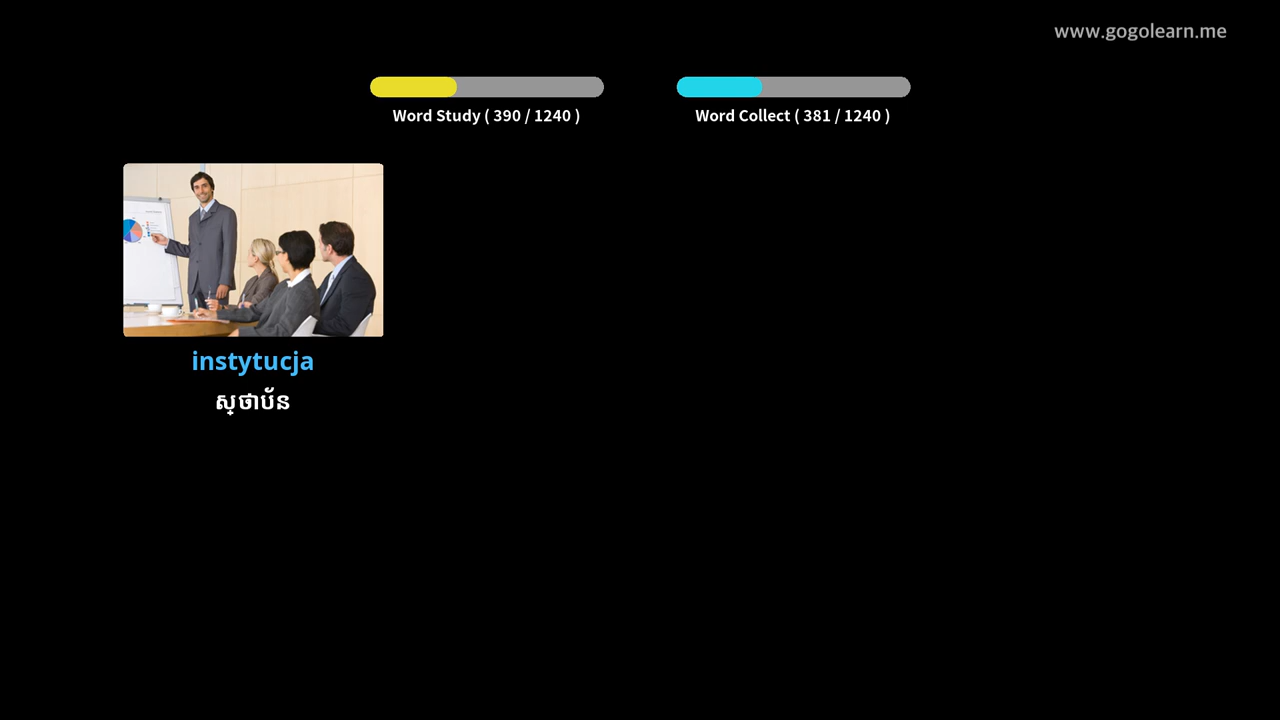 www.gogolearn.me
Word Study ( 390 / 1240 )
Word Collect ( 381 / 1240 )
instytucja
ស្ថាប័ន